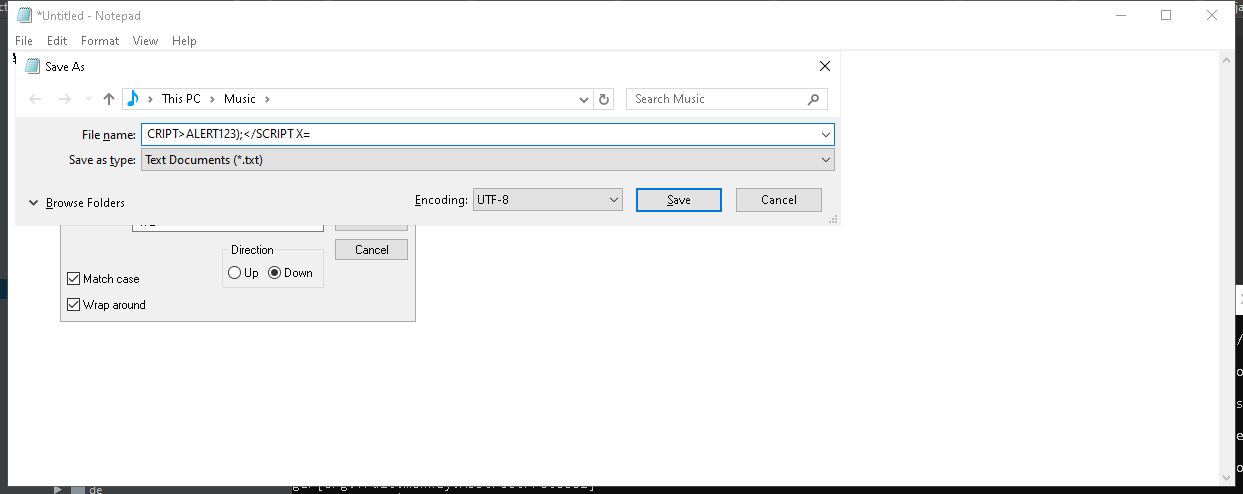 *Untitled - Notepad
File Edit Format View Help
Save As
This PC Music
Search Music
File name: CRIPT>ALERT123);</SCRIPT X=
Save as type: Text Documents (*.txt)
Browse Folders
Encoding: UTF-8 Save Cancel
Direction
Cancel
Up Down
Match case
Wrap around
de